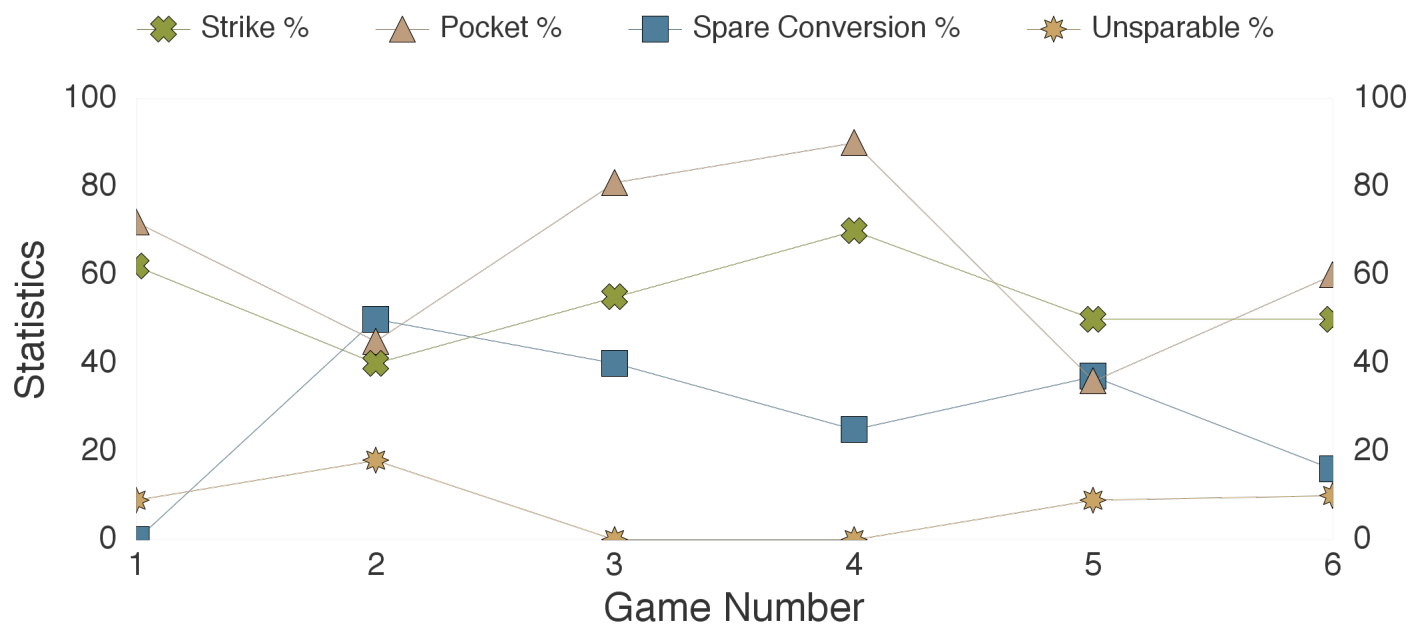 Strike % Pocket % Spare Conversion % Unsparable %
100 100
80 80
60 60
40 40
20 20
0 0
1 2 3 4 5 6
Statistics
Game Number